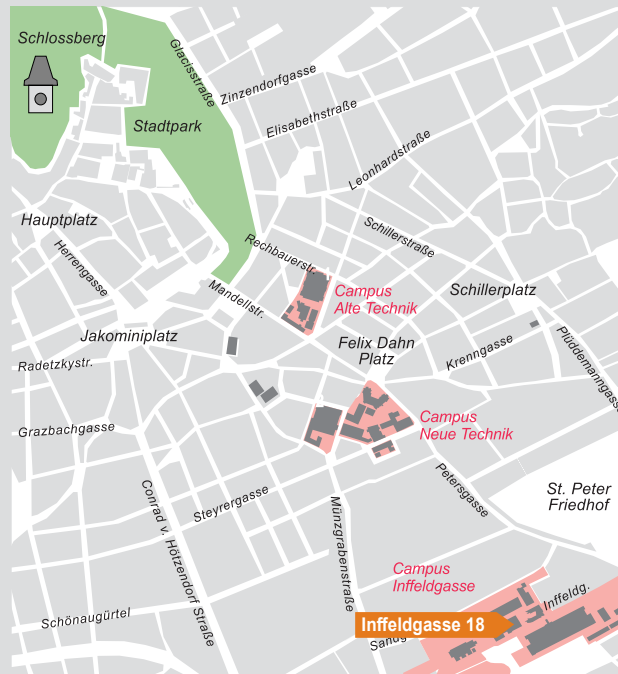 Schlossberg
Glacisstraße
Zinzendorfgasse
Elisabethstraße
Stadtpark
Leonhardstraße
Hauptplatz
Herrengasse
Rechbauerstr.
Schillerstraße
Mandellstr.
Campus
Alte Technik
Schillerplatz
Jakominiplatz
Felix Dahn
Platz
Krenngasse
Plüddemanngasse
Radetzkystr.
Grazbachgasse
Campus
Neue Technik
Petersgasse
St. Peter
Friedhof
Steyrergasse
Conrad v. Hötzendorf Straße
Münzgrabenstraße
Campus
Inffeldgasse
Inffeldg.
Schönaugürtel
Inffeldgasse 18